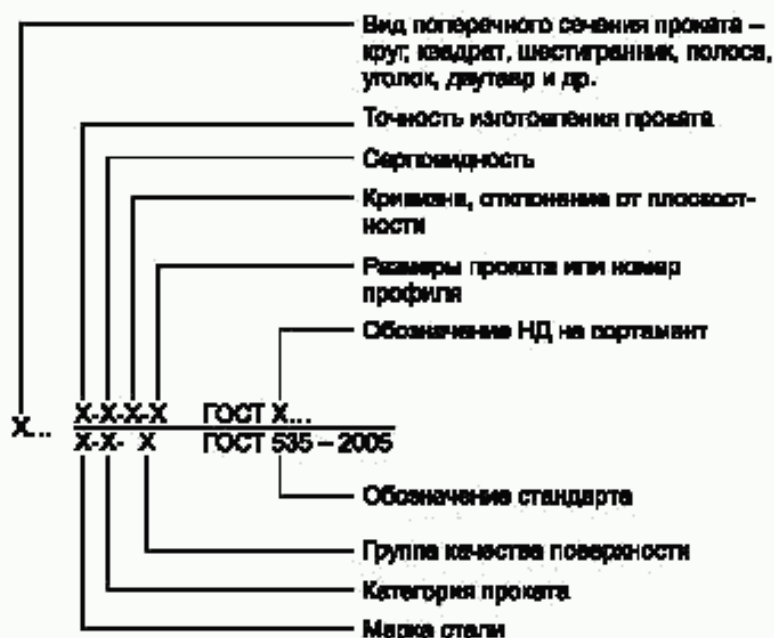 Вид поперечного сечения проката –
круг, квадрат, шестигранник, полоса,
уголок, двутавр и др.
Точность изготовления проката
Серповидность
Кривизна, отклонение от плоскост-
ности
Размеры проката или номер
профиля
Обозначение НД на сортамент
Х... Х-Х-Х-Х ГОСТ Х...
Х-Х- Х ГОСТ 535 – 2005
Обозначение стандарта
Группа качества поверхности
Категория проката
Марка стали